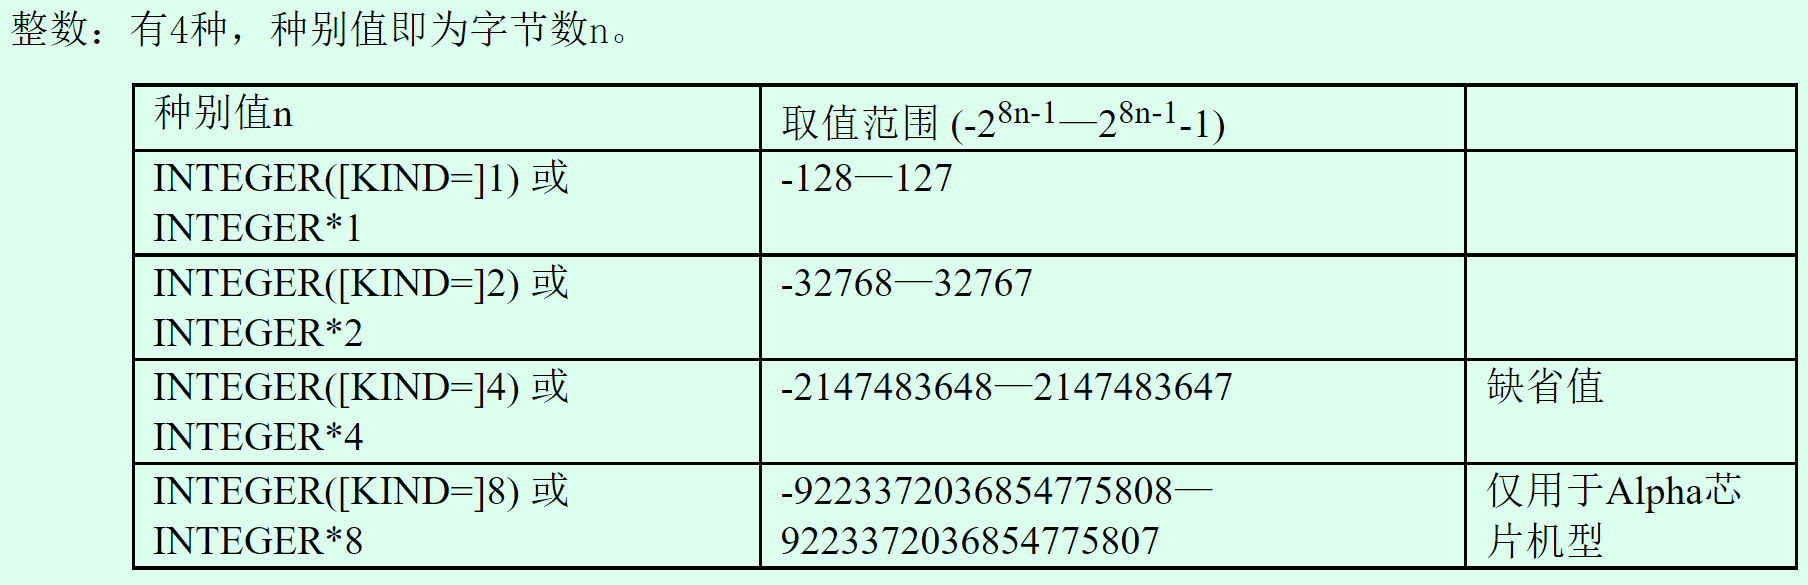 整数：有4种，种别值即为字节数n。
种别值n
取值范围 (-2^8n-1—2^8n-1-1)
INTEGER([KIND=]1) 或
INTEGER*1
-128—127
INTEGER([KIND=]2) 或
INTEGER*2
-32768—32767
INTEGER([KIND=]4) 或
INTEGER*4
-2147483648—2147483647
缺省值
INTEGER([KIND=]8) 或
INTEGER*8
-9223372036854775808—
9223372036854775807
仅用于Alpha芯
片机型